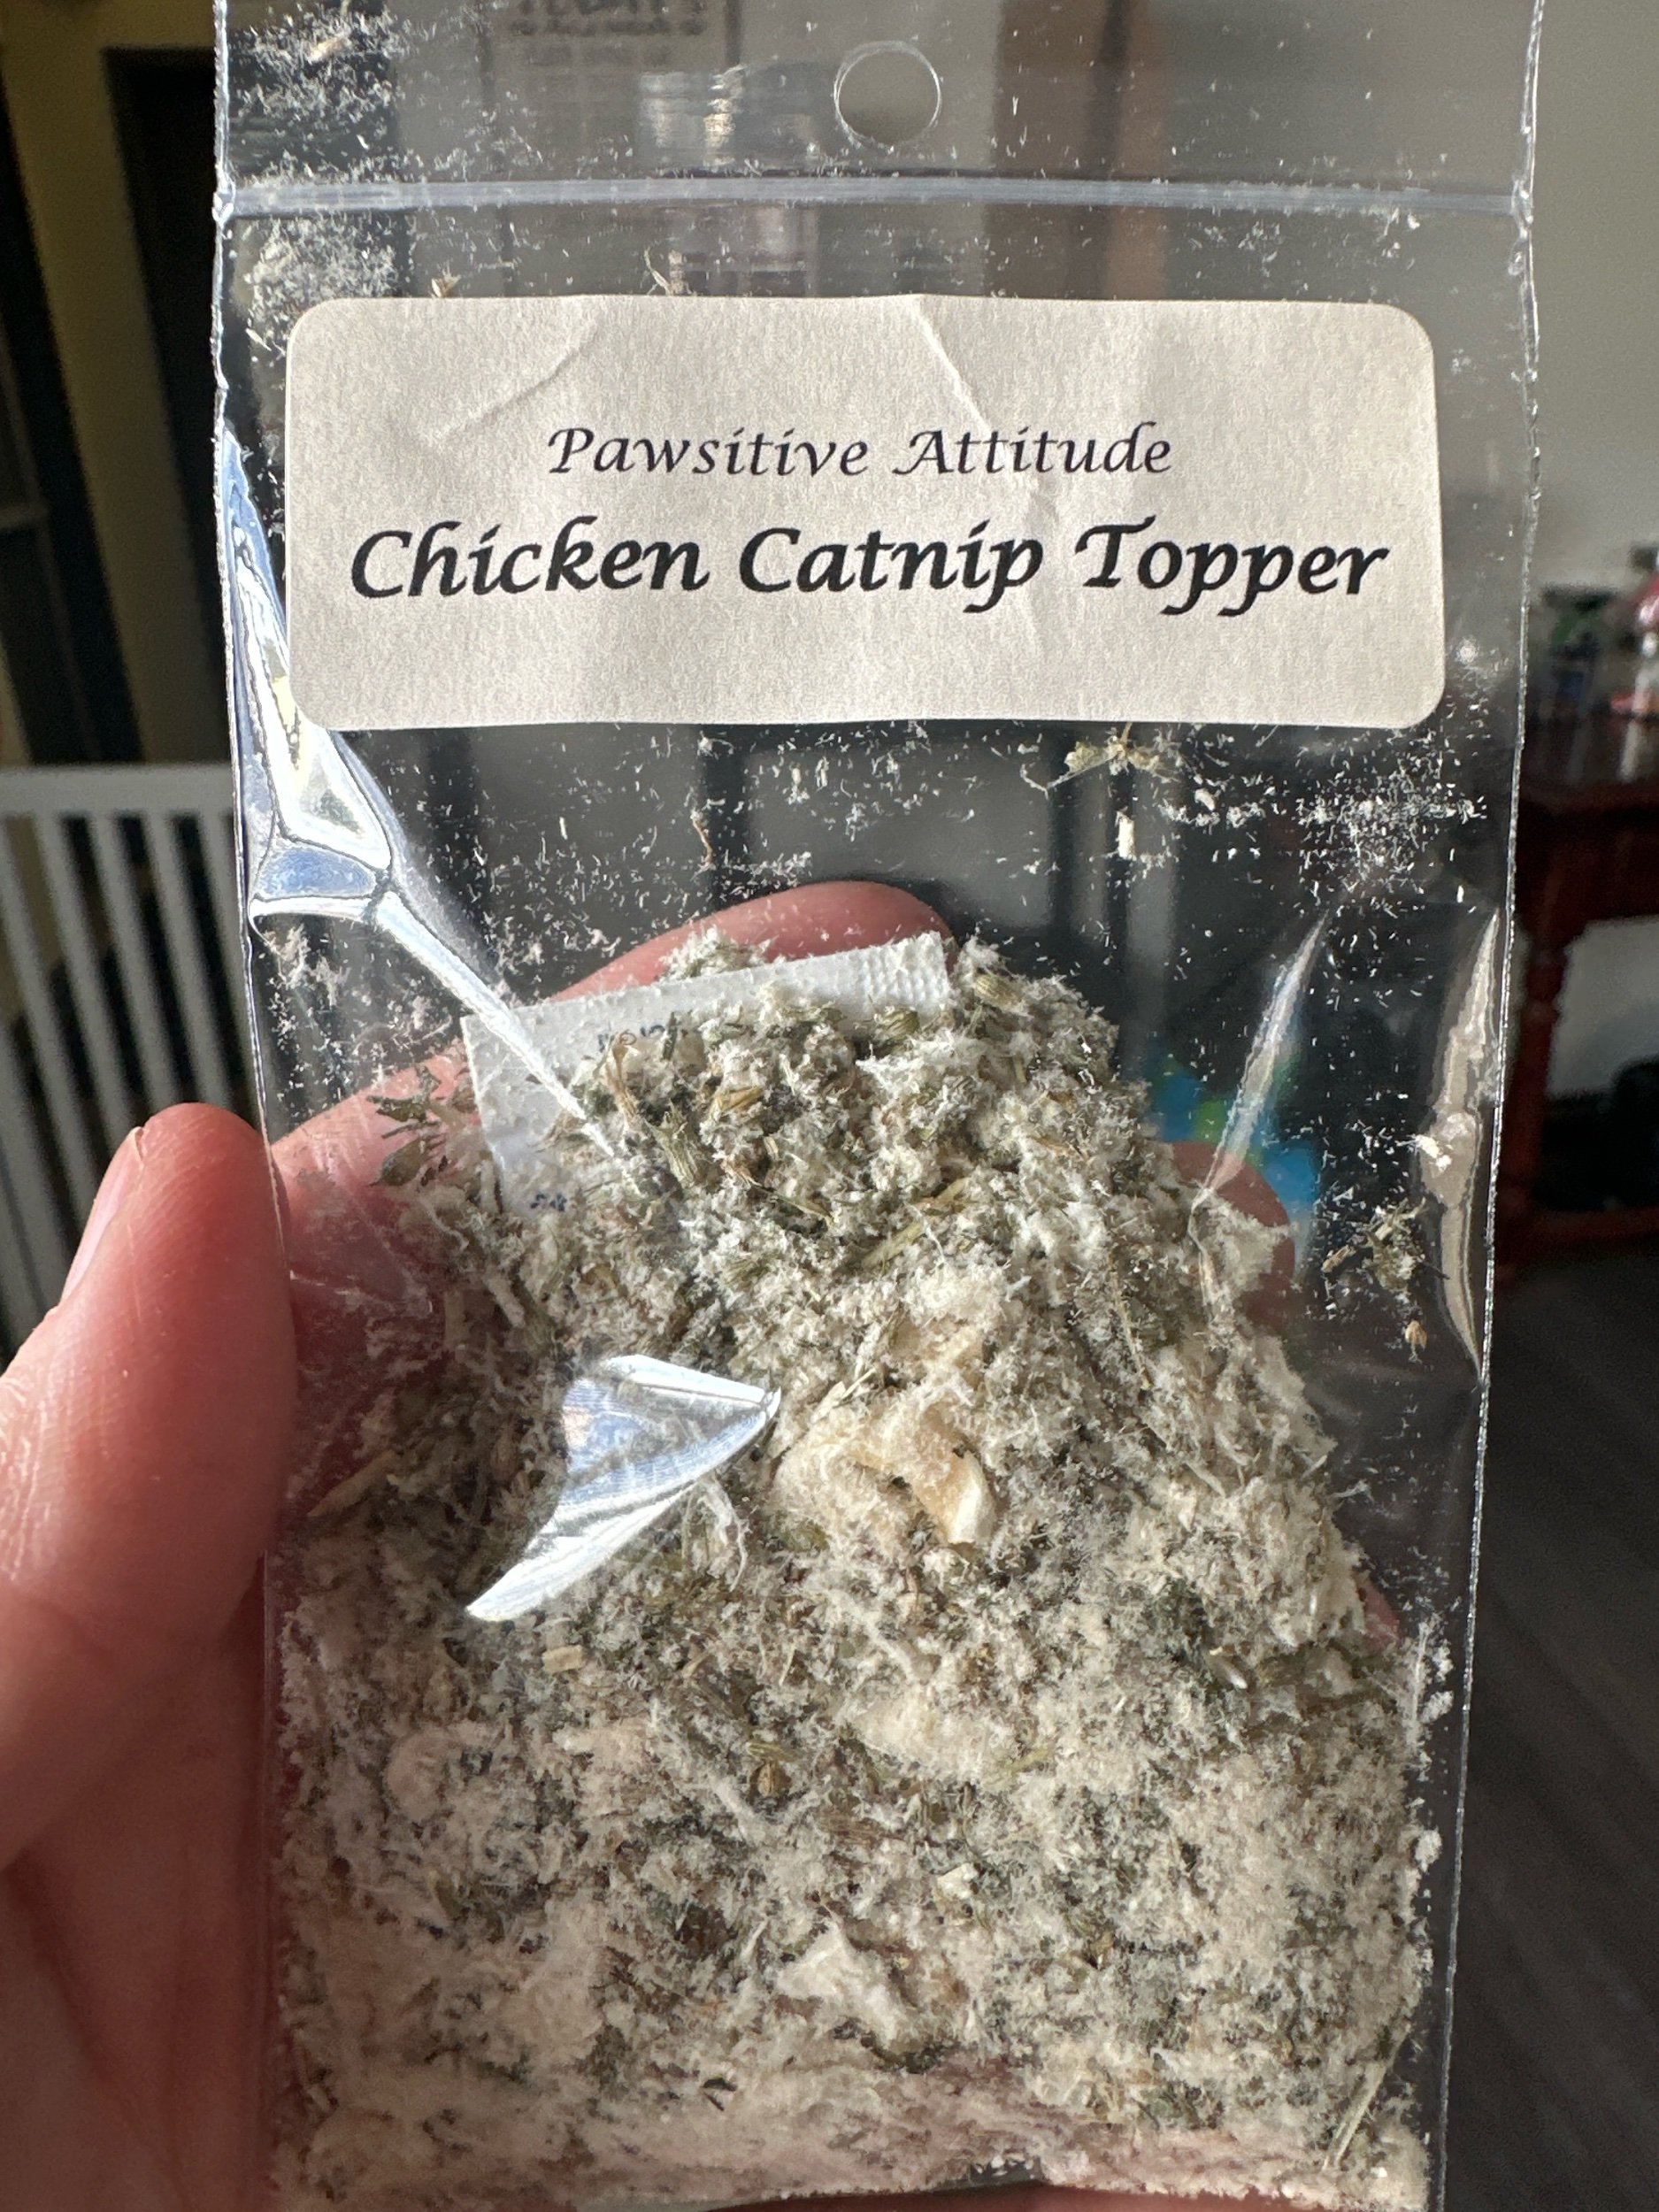 Pawsitive Attitude
Chicken Catnip Topper